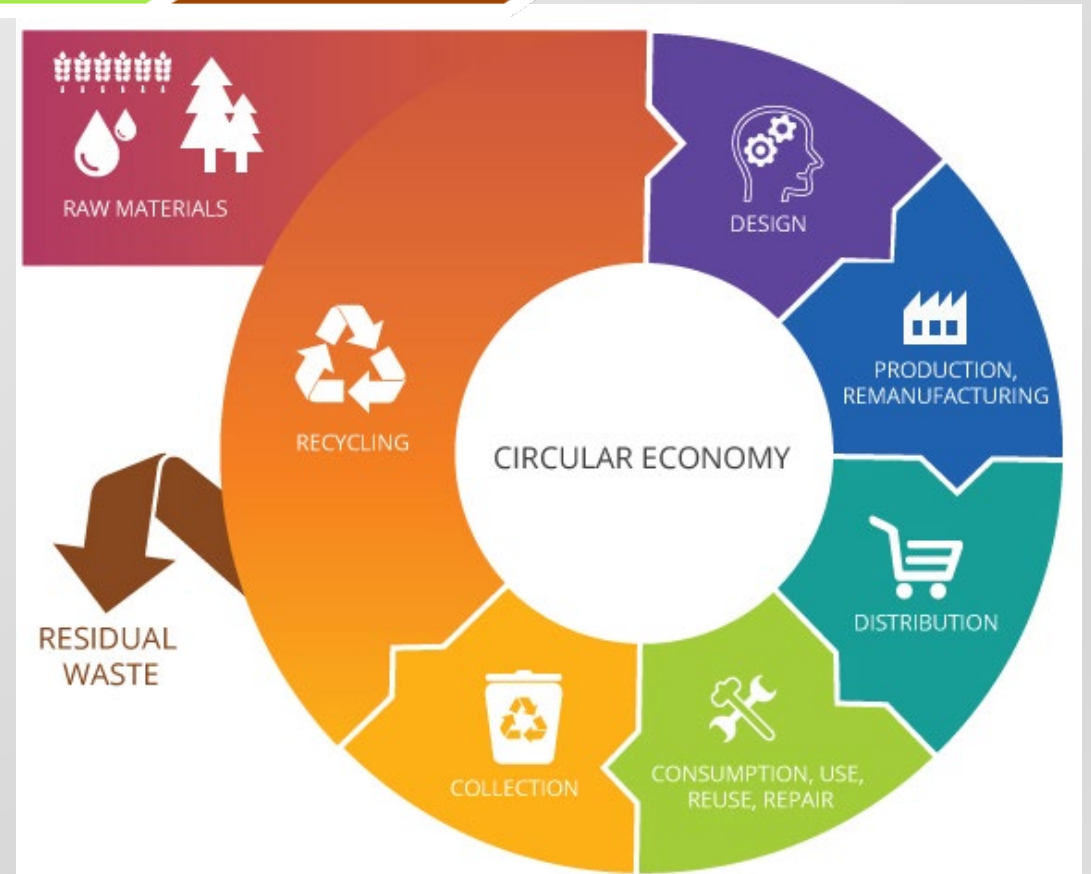 RAW MATERIALS
DESIGN
PRODUCTION,
REMANUFACTURING
RECYCLING
CIRCULAR ECONOMY
DISTRIBUTION
RESIDUAL
WASTE
CONSUMPTION, USE,
REUSE, REPAIR
COLLECTION